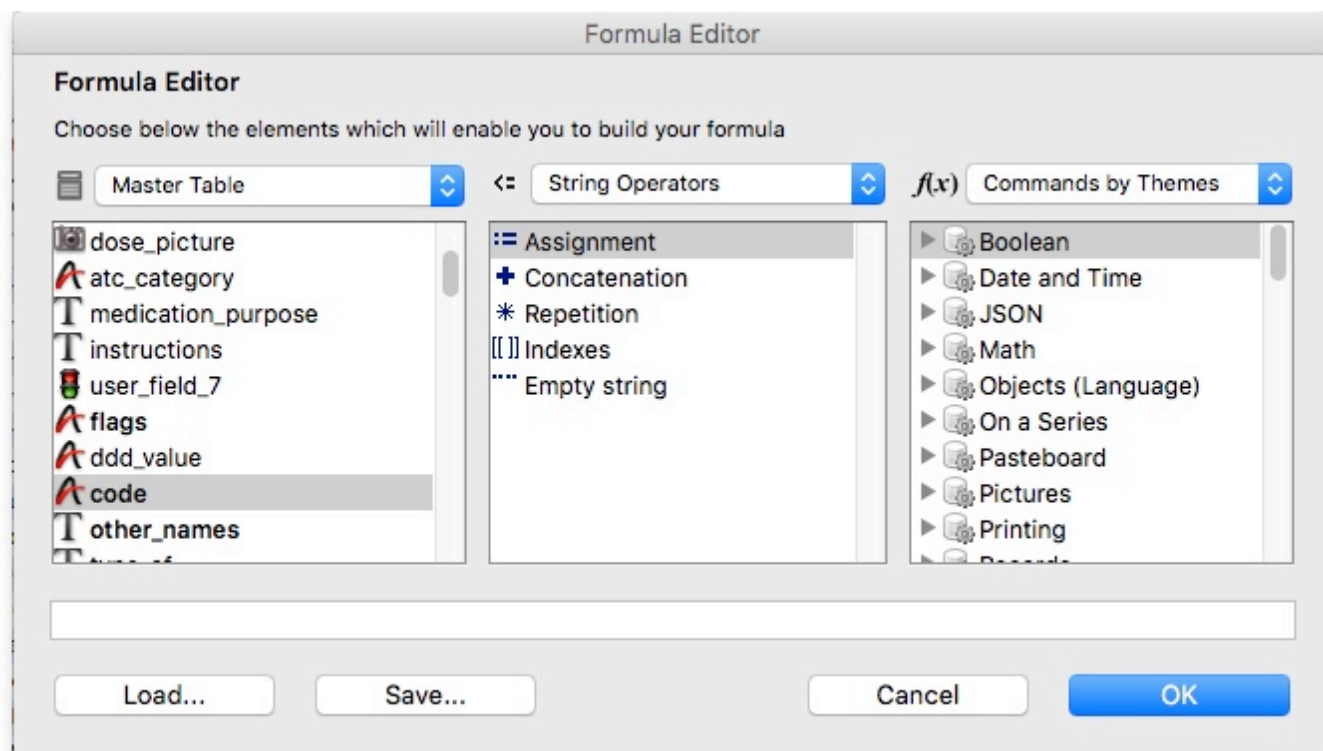 Formula Editor
Formula Editor
Choose below the elements which will enable you to build your formula
Master Table
dose_picture
atc_category
medication_purpose
instructions
user_field_7
flags
ddd_value
code
other_names
<= String Operators
:= Assignment
+ Concatenation
* Repetition
[[ ]] Indexes
"" Empty string
f(x) Commands by Themes
Boolean
Date and Time
JSON
Math
Objects (Language)
On a Series
Pasteboard
Pictures
Printing
Load...
Save...
Cancel
OK